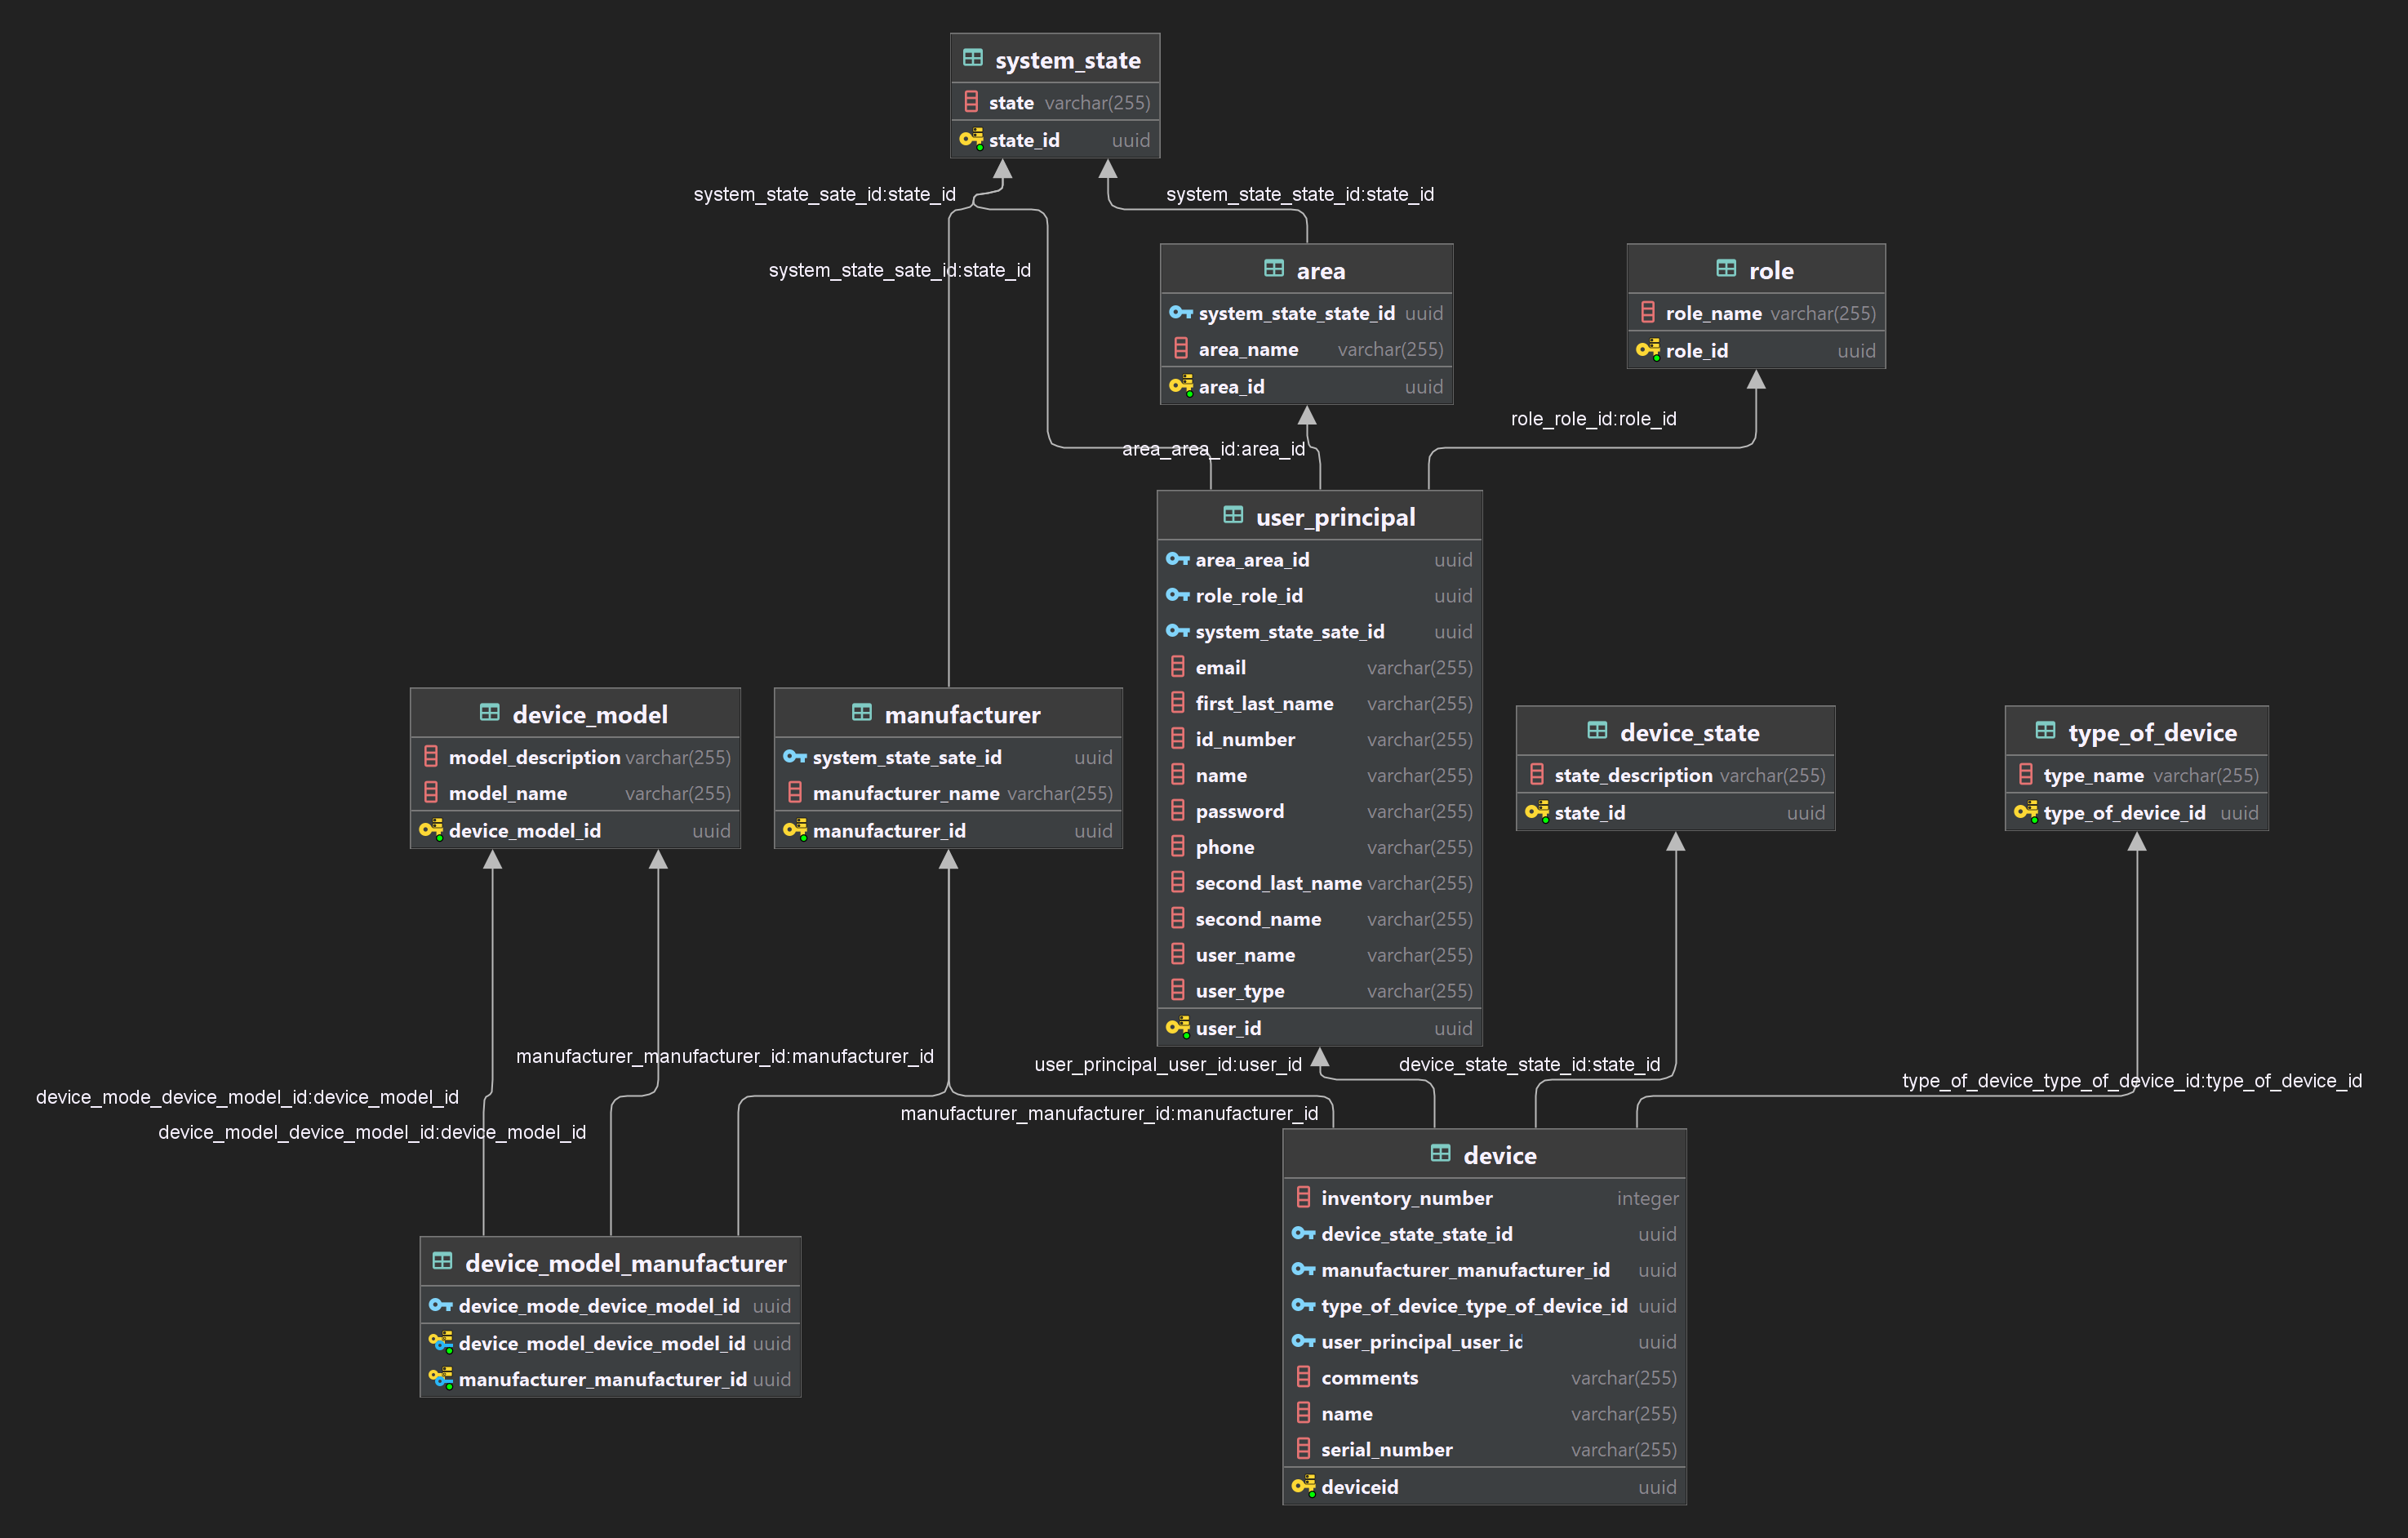 system_state
state varchar(255)
state_id uuid
system_state_sate_id:state_id
system_state_state_id:state_id
system_state_sate_id:state_id
area
system_state_state_id uuid
area_name varchar(255)
area_id uuid
role
role_name varchar(255)
role_id uuid
role_role_id:role_id
area_area_id:area_id
user_principal
area_area_id uuid
role_role_id uuid
system_state_sate_id uuid
email varchar(255)
first_last_name varchar(255)
id_number varchar(255)
name varchar(255)
password varchar(255)
phone varchar(255)
second_last_name varchar(255)
second_name varchar(255)
user_name varchar(255)
user_type varchar(255)
user_id uuid
device_model
model_description varchar(255)
model_name varchar(255)
device_model_id uuid
manufacturer
system_state_sate_id uuid
manufacturer_name varchar(255)
manufacturer_id uuid
device_state
state_description varchar(255)
state_id uuid
type_of_device
type_name varchar(255)
type_of_device_id uuid
manufacturer_manufacturer_id:manufacturer_id
user_principal_user_id:user_id
device_state_state_id:state_id
type_of_device_type_of_device_id:type_of_device_id
device_mode_device_model_id:device_model_id
manufacturer_manufacturer_id:manufacturer_id
device_model_device_model_id:device_model_id
device
inventory_number integer
device_state_state_id uuid
manufacturer_manufacturer_id uuid
type_of_device_type_of_device_id uuid
user_principal_user_id uuid
comments varchar(255)
name varchar(255)
serial_number varchar(255)
deviceid uuid
device_model_manufacturer
device_mode_device_model_id uuid
device_model_device_model_id uuid
manufacturer_manufacturer_id uuid